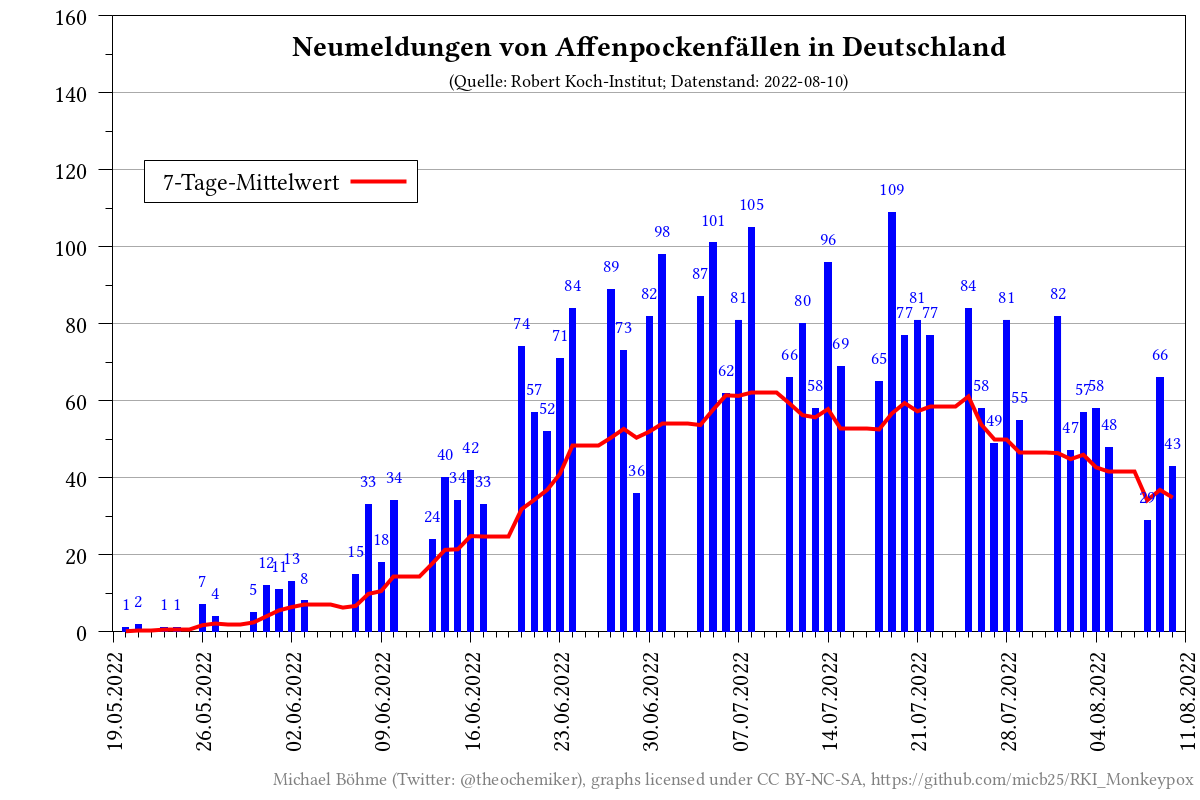 Neumeldungen von Affenpockenfällen in Deutschland
(Quelle: Robert Koch-Institut; Datenstand: 2022-08-10)
7-Tage-Mittelwert
160
140
120
100
80
60
40
20
0
1 2 1 1 7 4 5 12 11 13 8 15 33 18 34 24 40 34 42 33 74 57 52 71 84 89 73 36 82 98 87 101 62 81 105 66 80 58 96 69 65 109 77 81 77 84 58 49 81 55 82 47 57 58 48 29 66 43
19.05.2022 26.05.2022 02.06.2022 09.06.2022 16.06.2022 23.06.2022 30.06.2022 07.07.2022 14.07.2022 21.07.2022 28.07.2022 04.08.2022 11.08.2022
Michael Böhme (Twitter: @theochemiker), graphs licensed under CC BY-NC-SA, https://github.com/micb25/RKI_Monkeypox